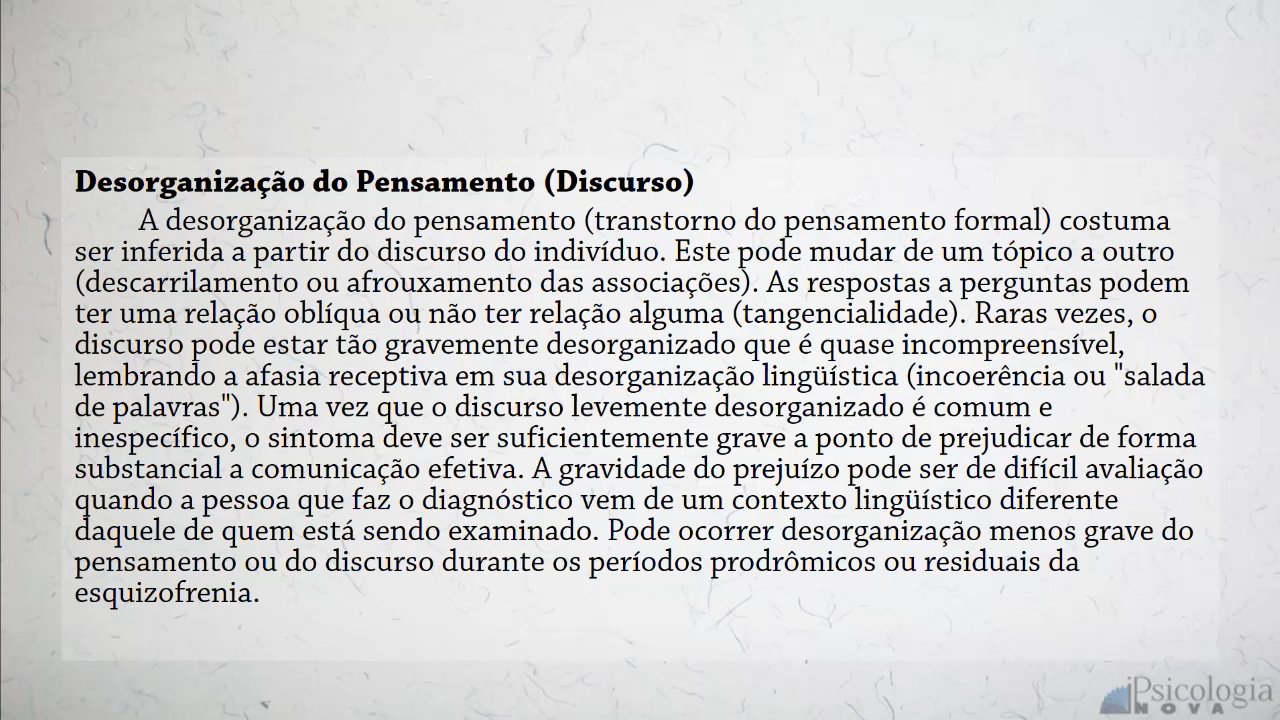 Desorganização do Pensamento (Discurso)
A desorganização do pensamento (transtorno do pensamento formal) costuma
ser inferida a partir do discurso do indivíduo. Este pode mudar de um tópico a outro
(descarrilamento ou afrouxamento das associações). As respostas a perguntas podem
ter uma relação oblíqua ou não ter relação alguma (tangencialidade). Raras vezes, o
discurso pode estar tão gravemente desorganizado que é quase incompreensível,
lembrando a afasia receptiva em sua desorganização lingüística (incoerência ou "salada
de palavras"). Uma vez que o discurso levemente desorganizado é comum e
inespecífico, o sintoma deve ser suficientemente grave a ponto de prejudicar de forma
substancial a comunicação efetiva. A gravidade do prejuízo pode ser de difícil avaliação
quando a pessoa que faz o diagnóstico vem de um contexto lingüístico diferente
daquele de quem está sendo examinado. Pode ocorrer desorganização menos grave do
pensamento ou do discurso durante os períodos prodrômicos ou residuais da
esquizofrenia.
Psicologia
NOVA